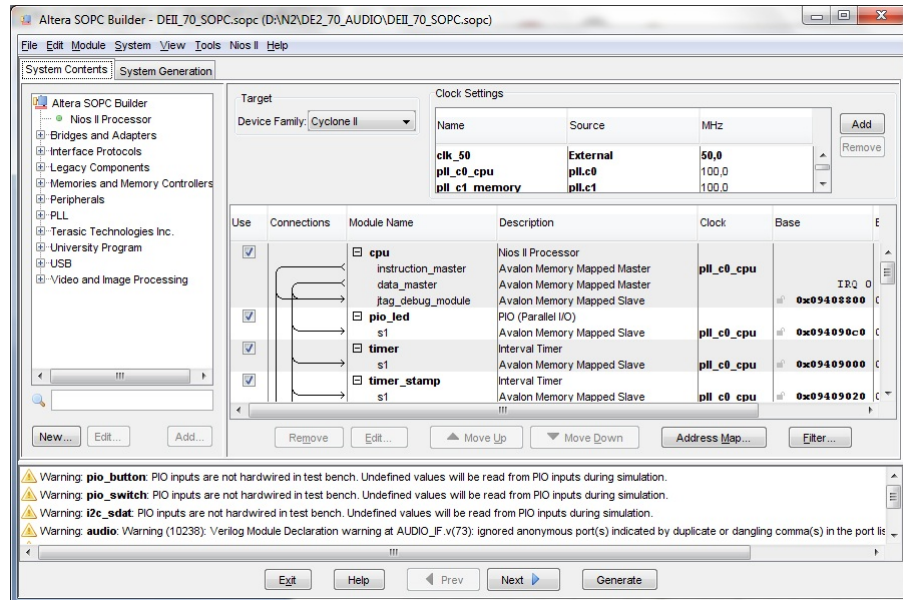 Altera SOPC Builder - DEII_70_SOPC.sopc (D:\N2\DE2_70_AUDIO\DEII_70_SOPC.sopc)
File Edit Module System View Tools Nios II Help
System Contents System Generation
Altera SOPC Builder
Nios II Processor
Bridges and Adapters
Interface Protocols
Legacy Components
Memories and Memory Controllers
Peripherals
PLL
Terasic Technologies Inc.
University Program
USB
Video and Image Processing
New... Edit... Add...
Target
Device Family: Cyclone II
Clock Settings
Name Source MHz
clk_50 External 50,0
pll_c0_cpu pll.c0 100,0
pll_c1_memory pll.c1 100,0
Add
Remove
Use Connections Module Name Description Clock Base E
cpu Nios II Processor
instruction_master Avalon Memory Mapped Master pll_c0_cpu
data_master Avalon Memory Mapped Master IRQ 0
jtag_debug_module Avalon Memory Mapped Slave 0x09408800 0
pio_led PIO (Parallel I/O)
s1 Avalon Memory Mapped Slave pll_c0_cpu 0x094090c0 0
timer Interval Timer
s1 Avalon Memory Mapped Slave pll_c0_cpu 0x09409000 0
timer_stamp Interval Timer
s1 Avalon Memory Mapped Slave pll_c0_cpu 0x09409020 0
Remove Edit... Move Up Move Down Address Map... Filter...
Warning: pio_button: PIO inputs are not hardwired in test bench. Undefined values will be read from PIO inputs during simulation.
Warning: pio_switch: PIO inputs are not hardwired in test bench. Undefined values will be read from PIO inputs during simulation.
Warning: i2c_sdat: PIO inputs are not hardwired in test bench. Undefined values will be read from PIO inputs during simulation.
Warning: audio: Warning (10238): Verilog Module Declaration warning at AUDIO_IF.v(73): ignored anonymous port(s) indicated by duplicate or dangling comma(s) in the port lis
Exit Help Prev Next Generate